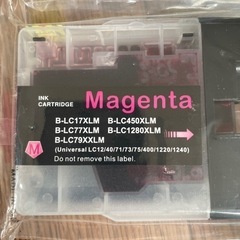 INK
CARTRIDGE
Magenta
B-LC17XLM B-LC450XLM
B-LC77XLM B-LC1280XLM
B-LC79XXLM
(Universal LC12/40/71/73/75/400/1220/1240)
Do not remove this label.
M